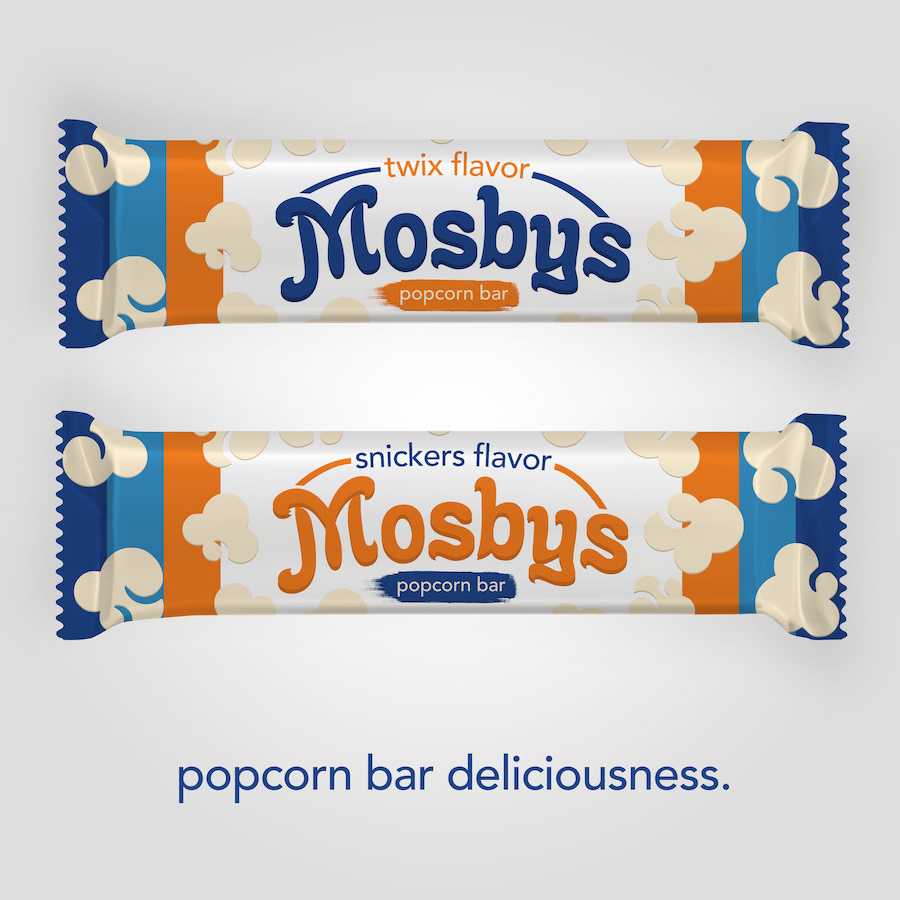 twix flavor
Mosbys
popcorn bar
snickers flavor
Mosbys
popcorn bar
popcorn bar deliciousness.